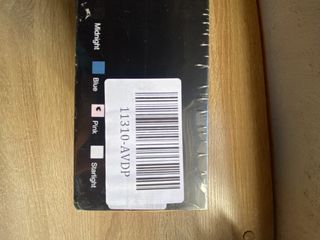 Midnight
Blue
Pink
Starlight
11310-AVDP